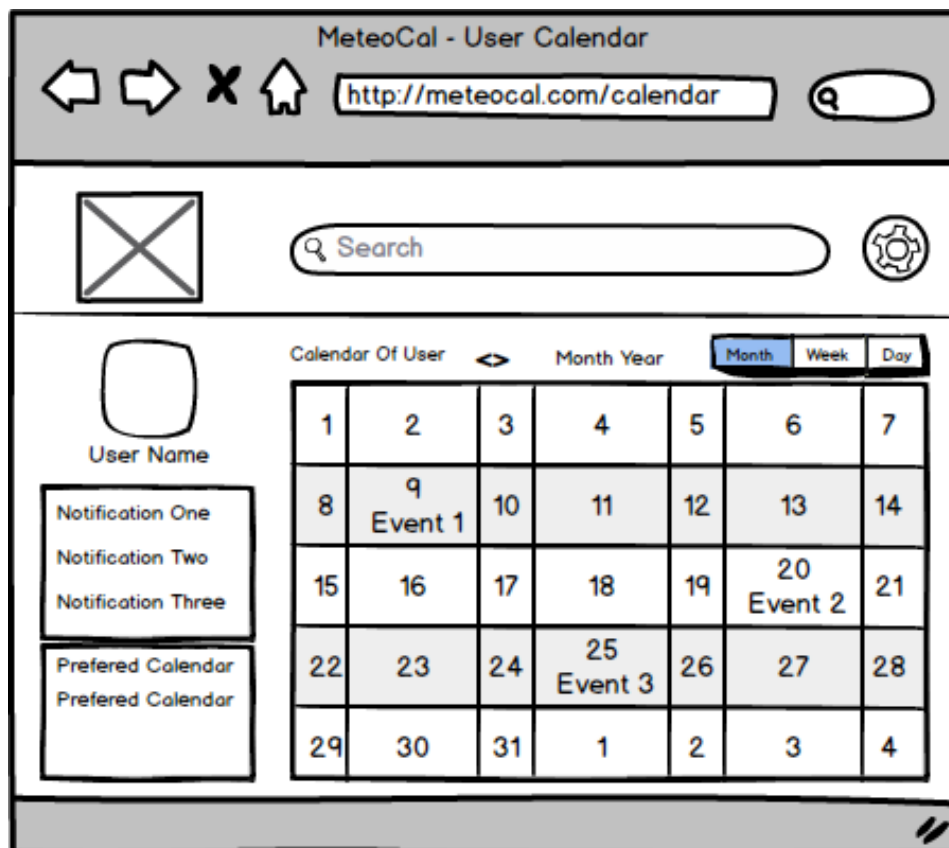 MeteoCal - User Calendar
http://meteocal.com/calendar
Search
Calendar Of User <> Month Year Month Week Day
User Name
Notification One
Notification Two
Notification Three
Prefered Calendar
Prefered Calendar
1 2 3 4 5 6 7
8 9 10 11 12 13 14
Event 1
15 16 17 18 19 20 21
Event 2
22 23 24 25 26 27 28
Event 3
29 30 31 1 2 3 4